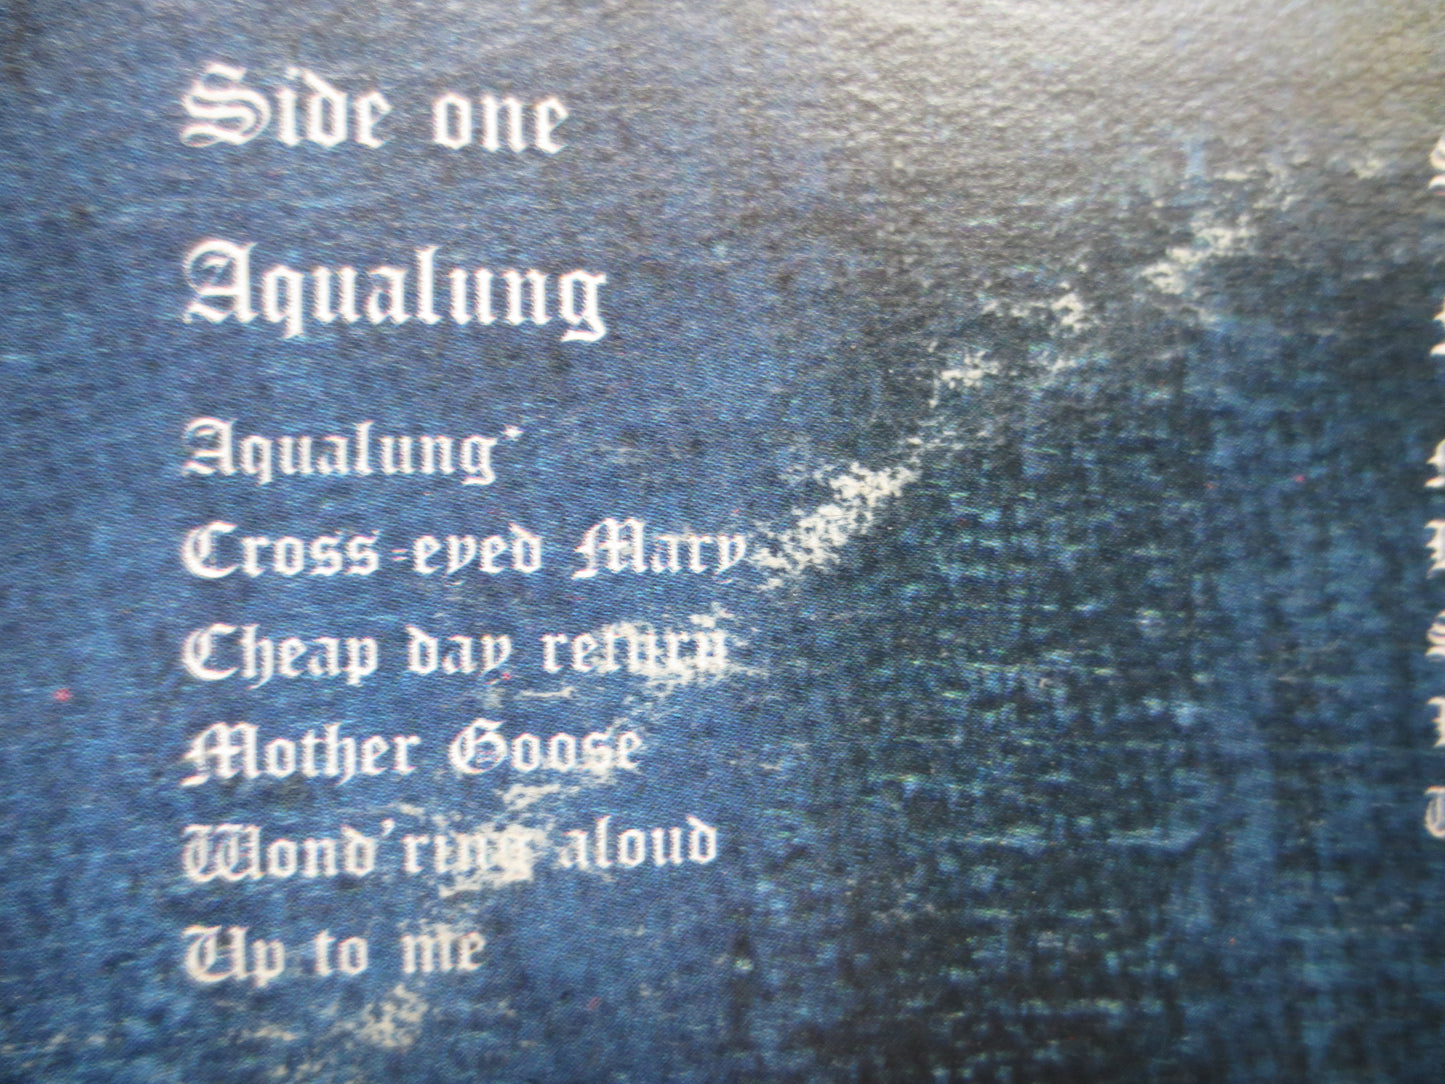 Side one
Aqualung
Aqualung*
Cross-eyed Mary
Cheap day return
Mother Goose
Wond'ring aloud
Up to me